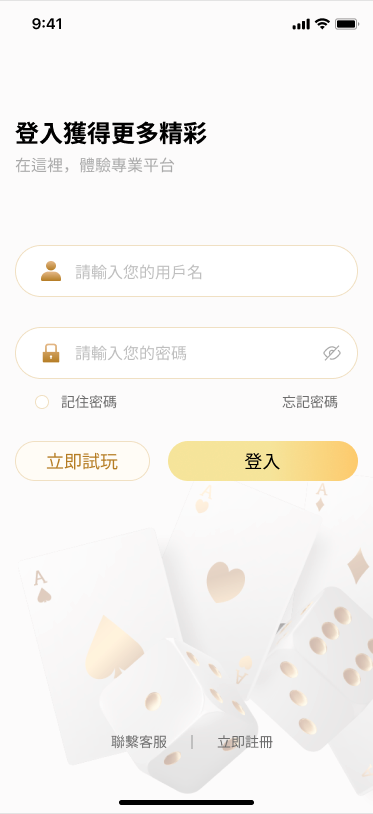 9:41
登入獲得更多精彩
在這裡，體驗專業平台
請輸入您的用戶名
請輸入您的密碼
記住密碼
忘記密碼
立即試玩
登入
A
A
A
聯繫客服
立即註冊